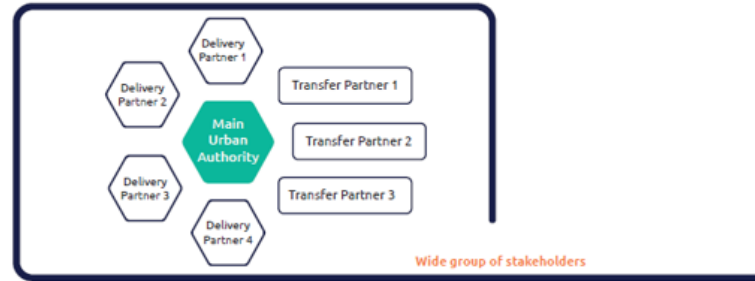 Delivery
Partner 1
Delivery
Partner 2
Transfer Partner 1
Main
Urban
Authority
Transfer Partner 2
Delivery
Partner 3
Transfer Partner 3
Delivery
Partner 4
Wide group of stakeholders